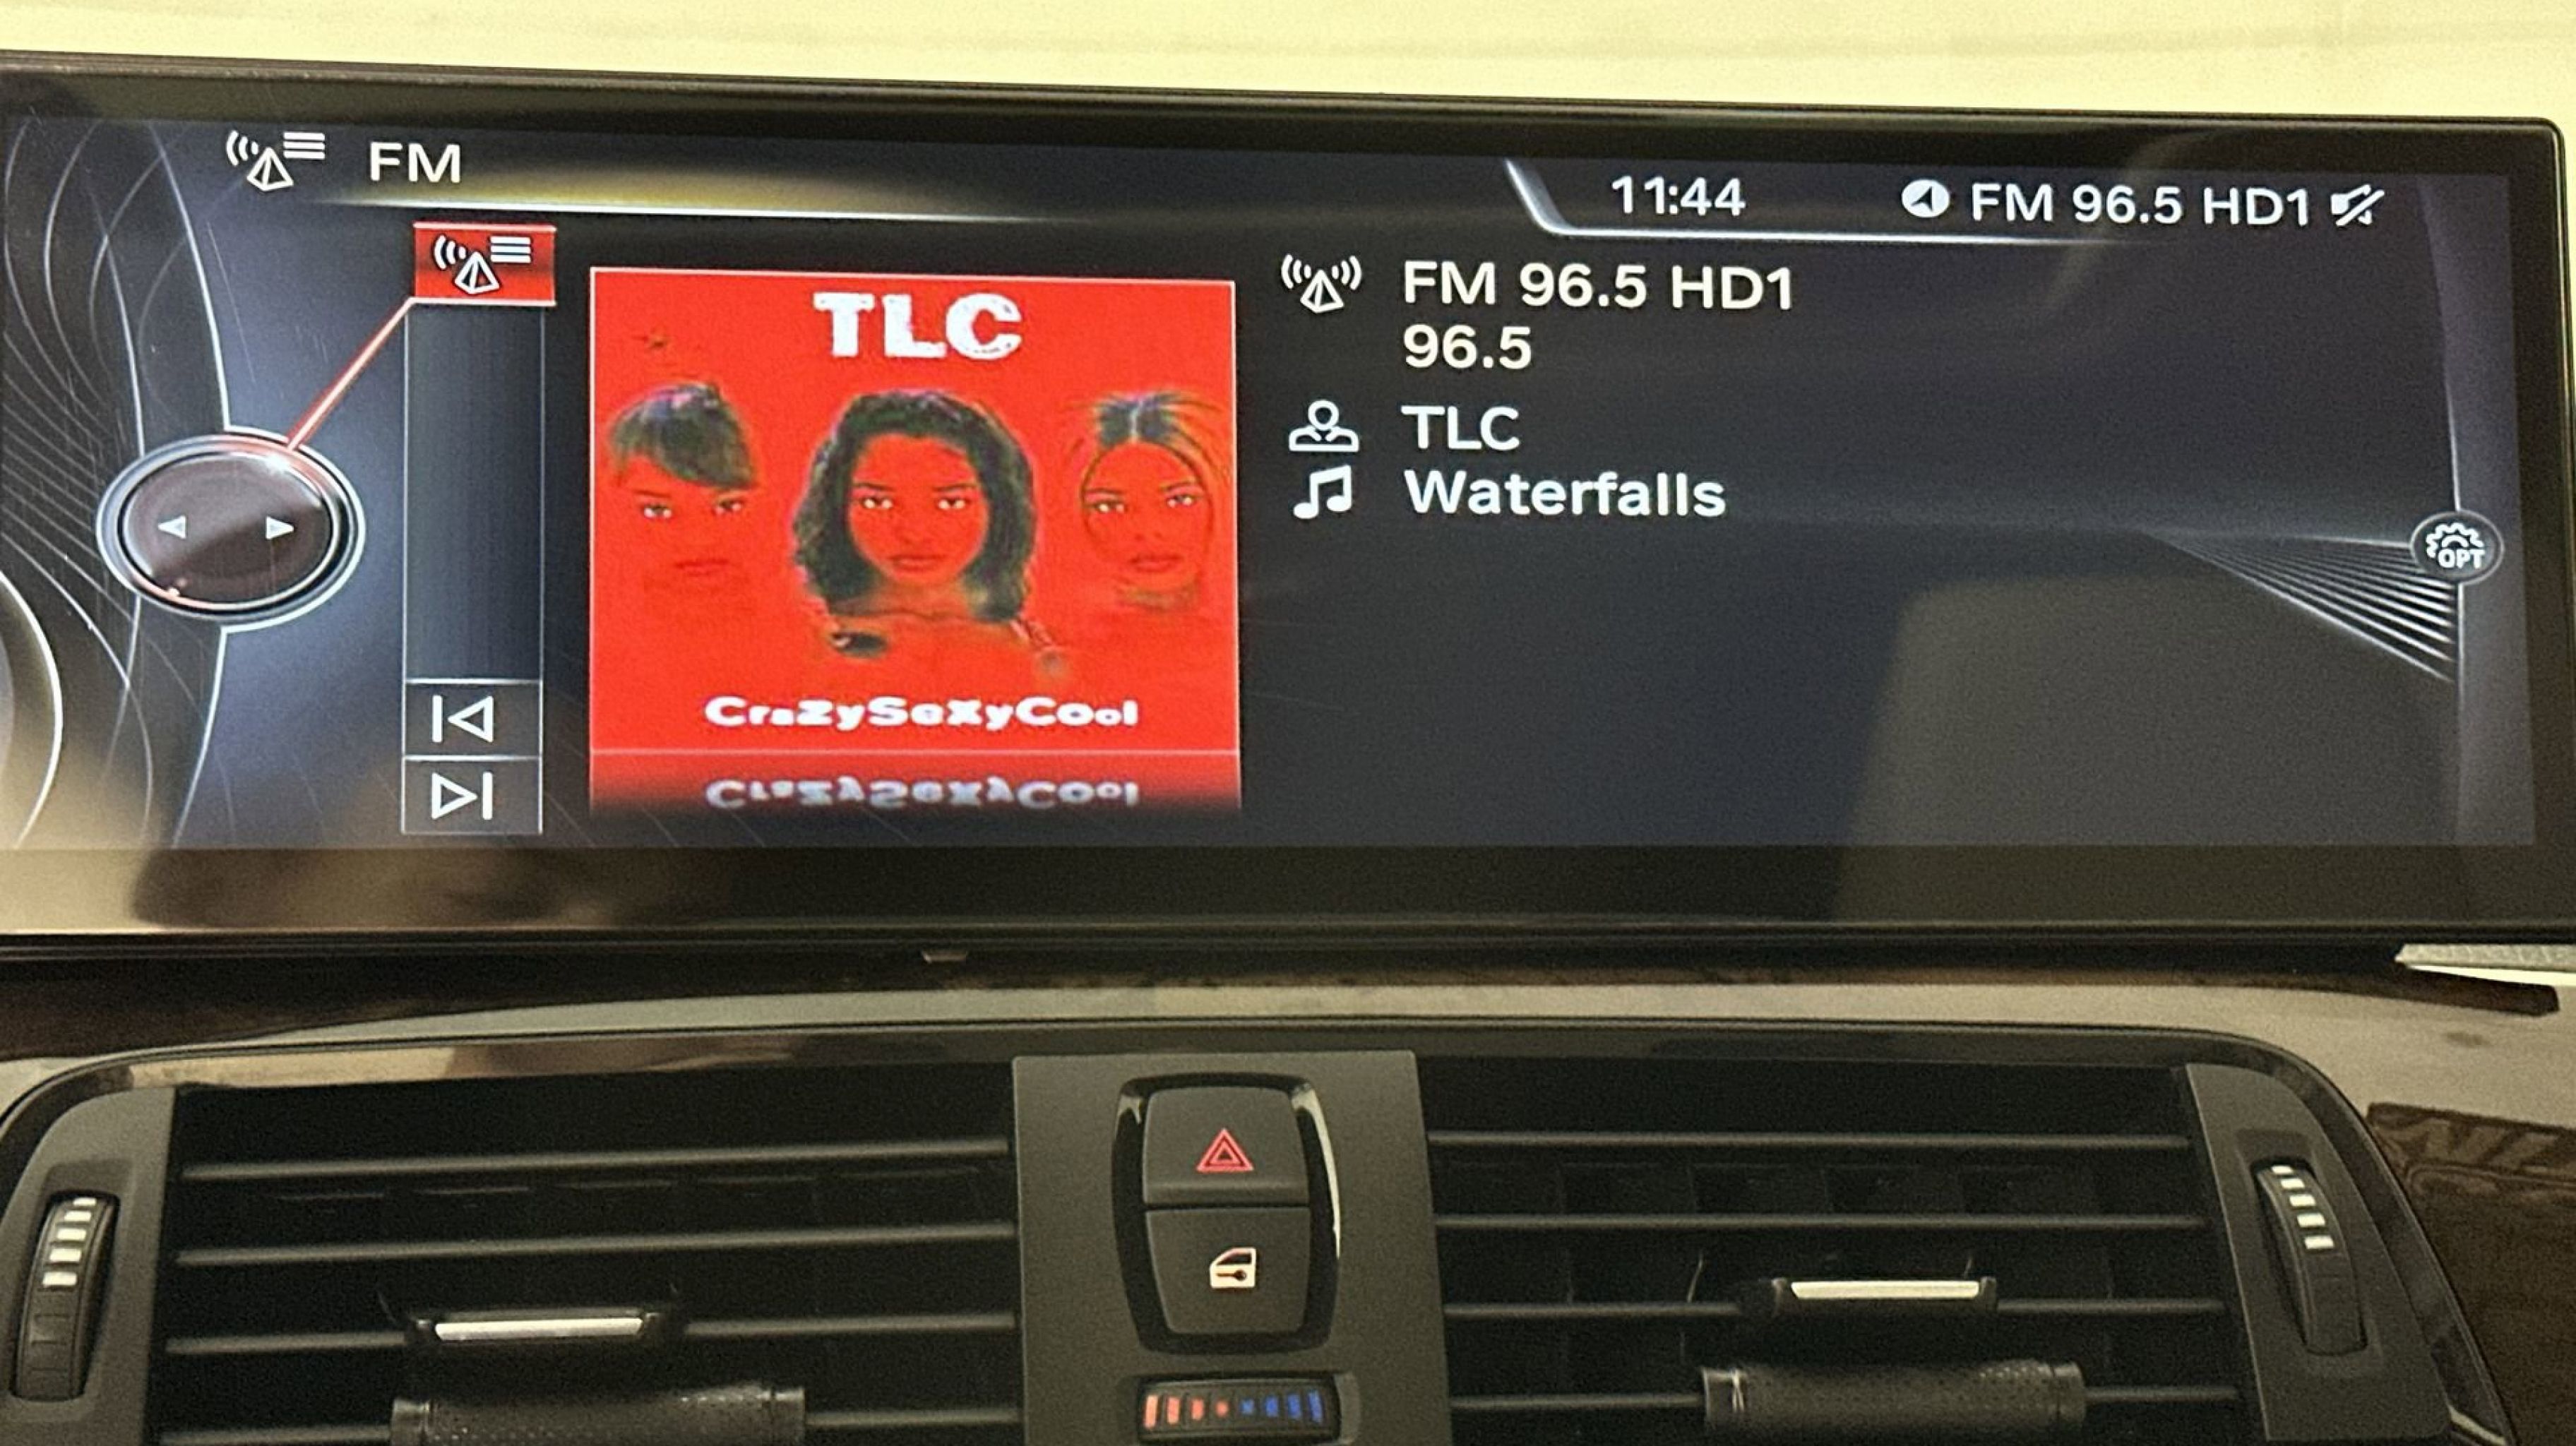 FM
11:44
FM 96.5 HD1
TLC
CrazySexyCool
FM 96.5 HD1
96.5
TLC
Waterfalls
OPT